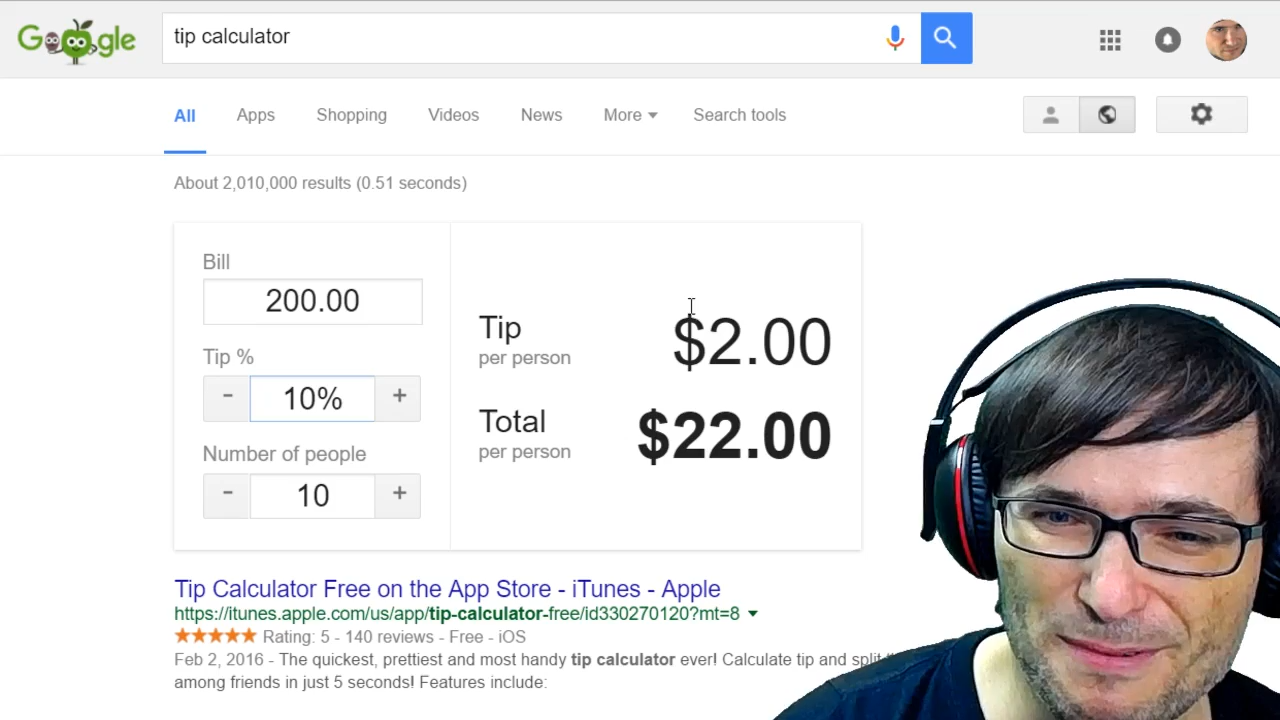 Google
tip calculator
All Apps Shopping Videos News More Search tools
About 2,010,000 results (0.51 seconds)
Bill
200.00
Tip %
- 10% +
Number of people
- 10 +
Tip
per person
$2.00
Total
per person
$22.00
Tip Calculator Free on the App Store - iTunes - Apple
https://itunes.apple.com/us/app/tip-calculator-free/id330270120?mt=8
Rating: 5 - 140 reviews - Free - iOS
Feb 2, 2016 - The quickest, prettiest and most handy tip calculator ever! Calculate tip and split
among friends in just 5 seconds! Features include: